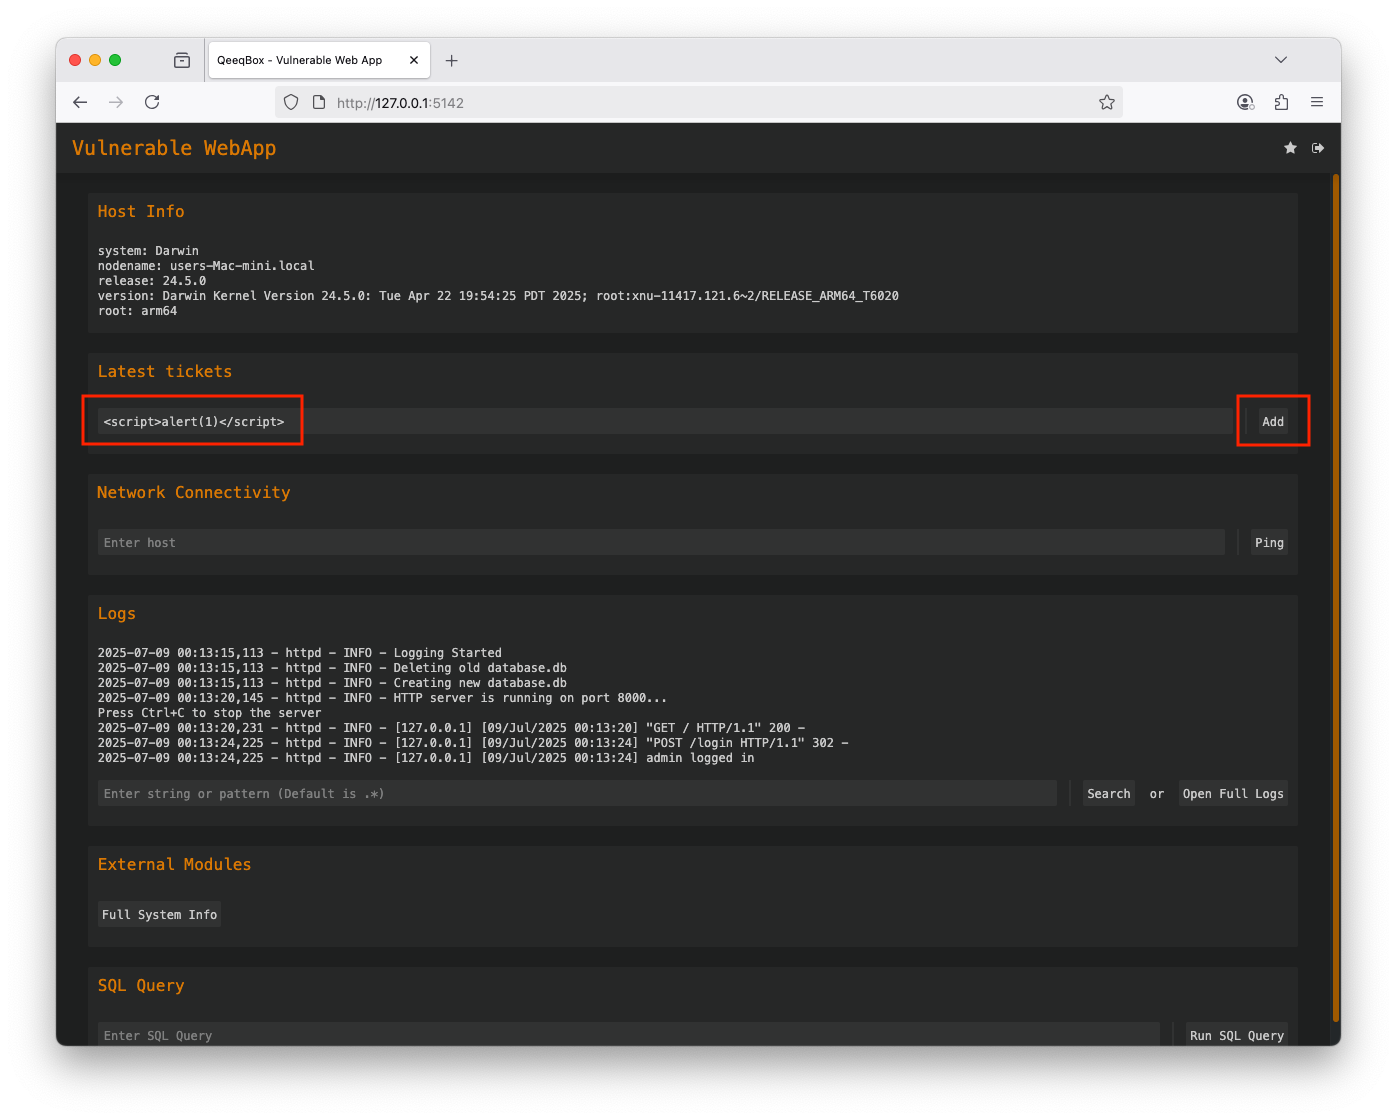 QeeqBox - Vulnerable Web App
http://127.0.0.1:5142
Vulnerable WebApp
Host Info
system: Darwin
nodename: users-Mac-mini.local
release: 24.5.0
version: Darwin Kernel Version 24.5.0: Tue Apr 22 19:54:25 PDT 2025; root:xnu-11417.121.6~2/RELEASE_ARM64_T6020
root: arm64
Latest tickets
<script>alert(1)</script> Add
Network Connectivity
Enter host Ping
Logs
2025-07-09 00:13:15,113 - httpd - INFO - Logging Started
2025-07-09 00:13:15,113 - httpd - INFO - Deleting old database.db
2025-07-09 00:13:15,113 - httpd - INFO - Creating new database.db
2025-07-09 00:13:20,145 - httpd - INFO - HTTP server is running on port 8000...
Press Ctrl+C to stop the server
2025-07-09 00:13:20,231 - httpd - INFO - [127.0.0.1] [09/Jul/2025 00:13:20] "GET / HTTP/1.1" 200 -
2025-07-09 00:13:24,225 - httpd - INFO - [127.0.0.1] [09/Jul/2025 00:13:24] "POST /login HTTP/1.1" 302 -
2025-07-09 00:13:24,225 - httpd - INFO - [127.0.0.1] [09/Jul/2025 00:13:24] admin logged in
Enter string or pattern (Default is .*) Search or Open Full Logs
External Modules
Full System Info
SQL Query
Enter SQL Query Run SQL Query